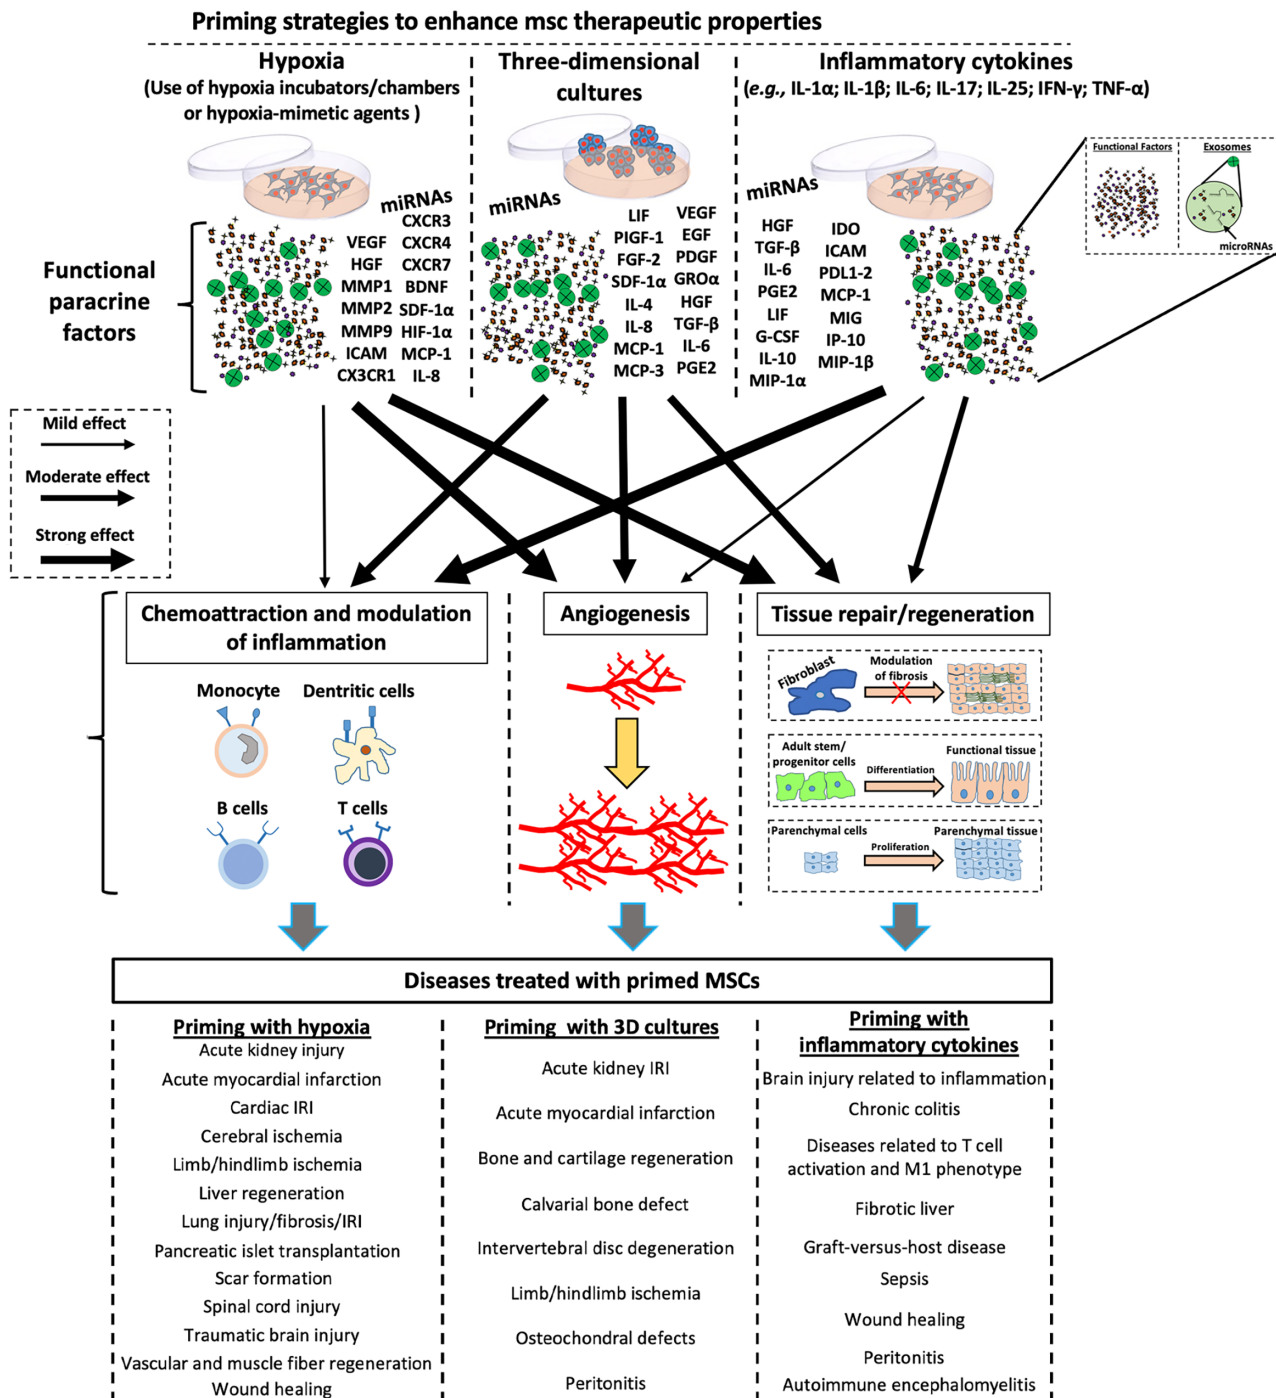 Priming strategies to enhance msc therapeutic properties
Hypoxia
(Use of hypoxia incubators/chambers
or hypoxia-mimetic agents )
Three-dimensional
cultures
Inflammatory cytokines
(e.g., IL-1α; IL-1β; IL-6; IL-17; IL-25; IFN-γ; TNF-α)
Functional Factors
Exosomes
microRNAs
Functional
paracrine
factors
miRNAs
CXCR3
CXCR4
CXCR7
BDNF
SDF-1α
HIF-1α
MCP-1
IL-8
VEGF
HGF
MMP1
MMP2
MMP9
ICAM
CX3CR1
miRNAs
LIF
PIGF-1
FGF-2
SDF-1α
IL-4
IL-8
MCP-1
MCP-3
VEGF
EGF
PDGF
GROα
HGF
TGF-β
IL-6
PGE2
miRNAs
HGF
TGF-β
IL-6
PGE2
LIF
G-CSF
IL-10
MIP-1α
IDO
ICAM
PDL1-2
MCP-1
MIG
IP-10
MIP-1β
Mild effect
Moderate effect
Strong effect
Chemoattraction and modulation
of inflammation
Monocyte
Dentritic cells
B cells
T cells
Angiogenesis
Tissue repair/regeneration
Fibroblast
Modulation
of fibrosis
Adult stem/
progenitor cells
Differentiation
Functional tissue
Parenchymal cells
Proliferation
Parenchymal tissue
Diseases treated with primed MSCs
Priming with hypoxia
Acute kidney injury
Acute myocardial infarction
Cardiac IRI
Cerebral ischemia
Limb/hindlimb ischemia
Liver regeneration
Lung injury/fibrosis/IRI
Pancreatic islet transplantation
Scar formation
Spinal cord injury
Traumatic brain injury
Vascular and muscle fiber regeneration
Wound healing
Priming with 3D cultures
Acute kidney IRI
Acute myocardial infarction
Bone and cartilage regeneration
Calvarial bone defect
Intervertebral disc degeneration
Limb/hindlimb ischemia
Osteochondral defects
Peritonitis
Priming with
inflammatory cytokines
Brain injury related to inflammation
Chronic colitis
Diseases related to T cell
activation and M1 phenotype
Fibrotic liver
Graft-versus-host disease
Sepsis
Wound healing
Peritonitis
Autoimmune encephalomyelitis